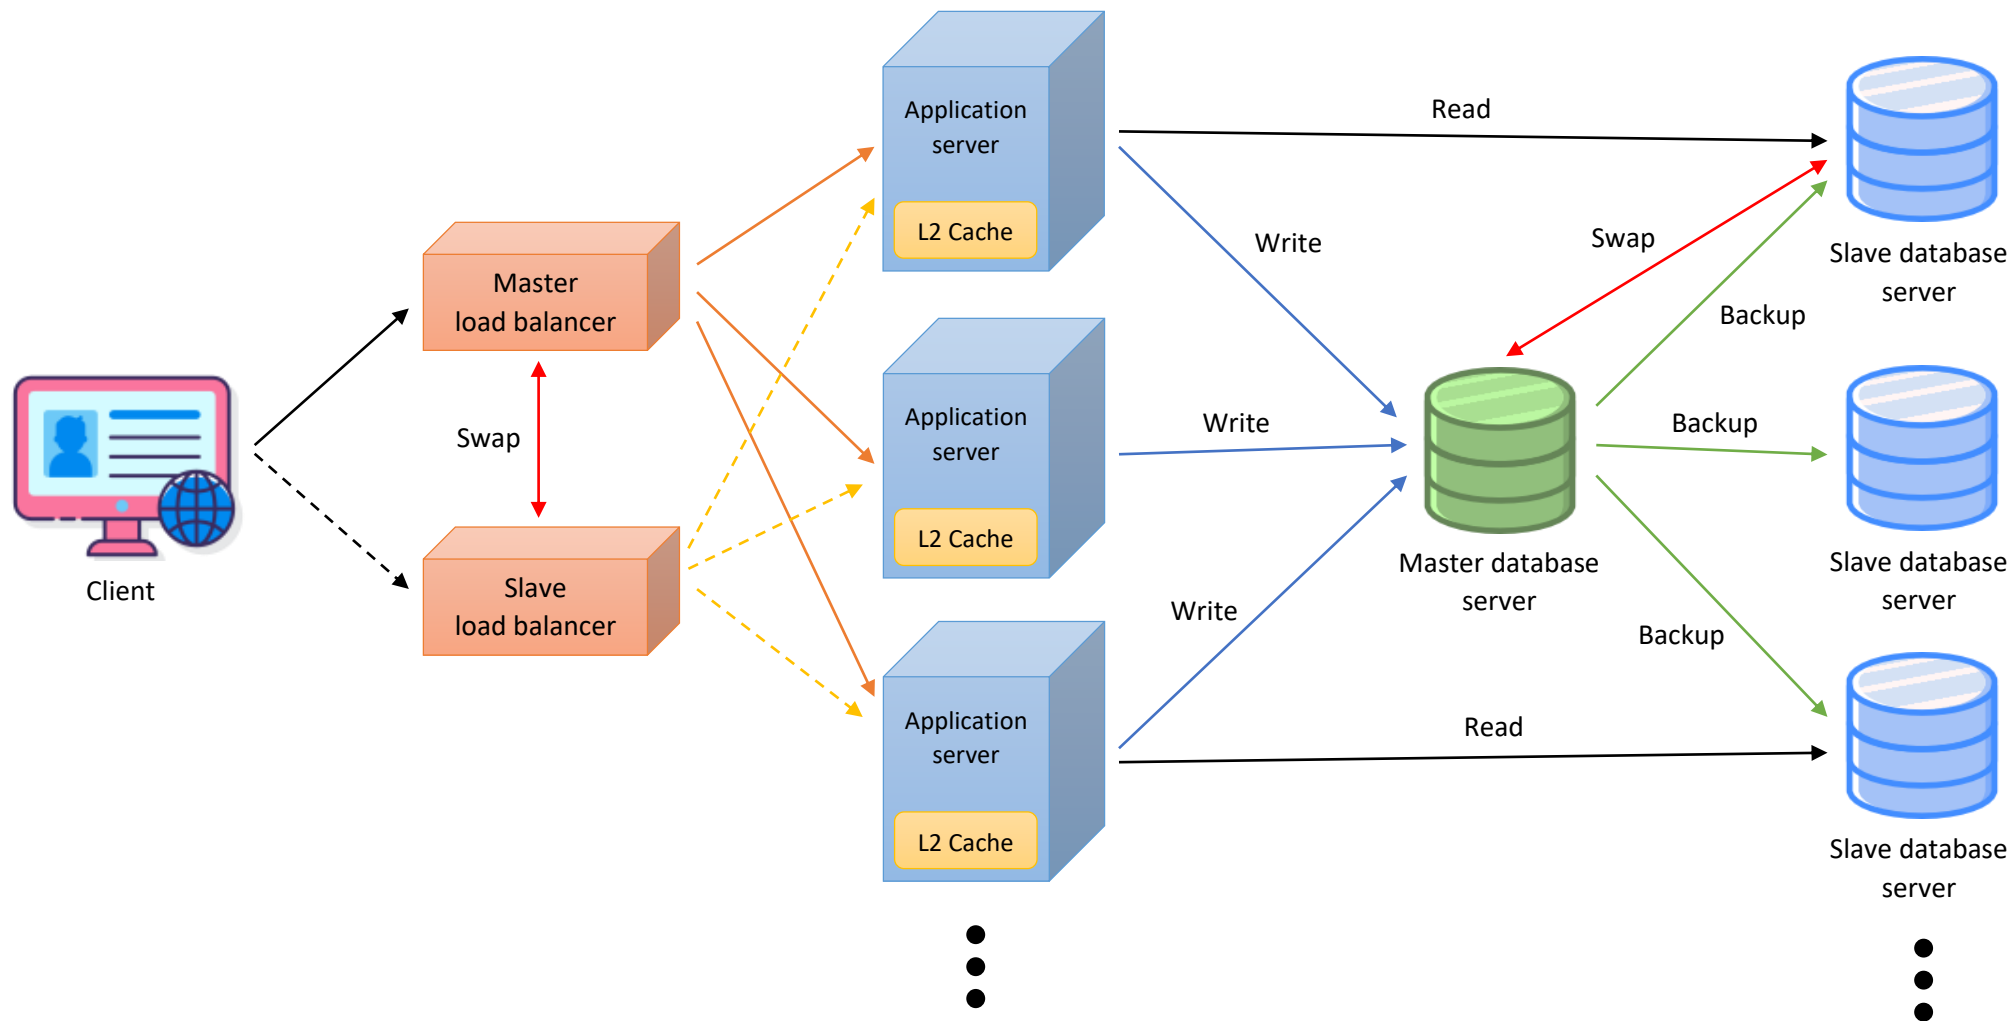 Client
Master
load balancer
Swap
Slave
load balancer
Application
server
L2 Cache
Application
server
L2 Cache
Application
server
L2 Cache
Read
Write
Write
Write
Read
Swap
Backup
Backup
Backup
Master database
server
Slave database
server
Slave database
server
Slave database
server